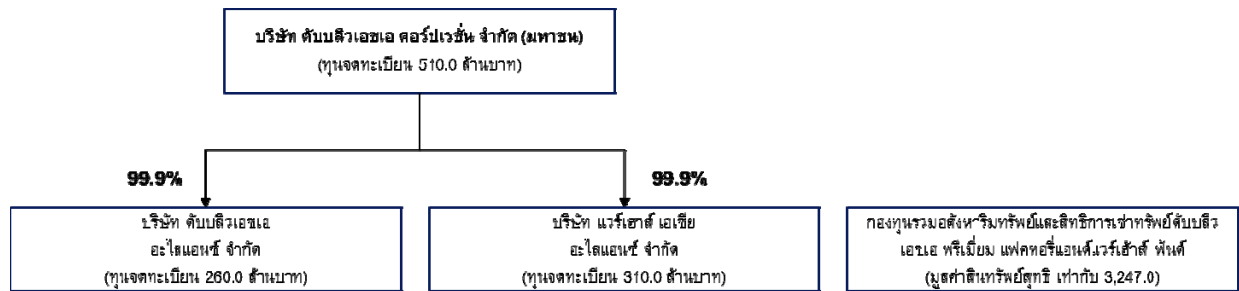 บริษัท ดับบลิวเอชเอ คอร์ปเรชั่น จำกัด (มหาชน)
(ทุนจดทะเบียน 510.0 ล้านบาท)
99.9%
99.9%
บริษัท ดับบลิวเอชเอ
อะไลแอนซ์ จำกัด
(ทุนจดทะเบียน 260.0 ล้านบาท)
บริษัท แวร์เฮาส์ เอเชีย
อะไลแอนซ์ จำกัด
(ทุนจดทะเบียน 310.0 ล้านบาท)
กองทุนรวมอสังหาริมทรัพย์และสิทธิการเช่าทรัพย์ดับบลิว
เอชเอ พรีเมี่ยม แฟคทอรี่แอนด์แวร์เฮ้าส์ ฟันด์
(มูลค่าสินทรัพย์สุทธิ เท่ากับ 3,247.0)